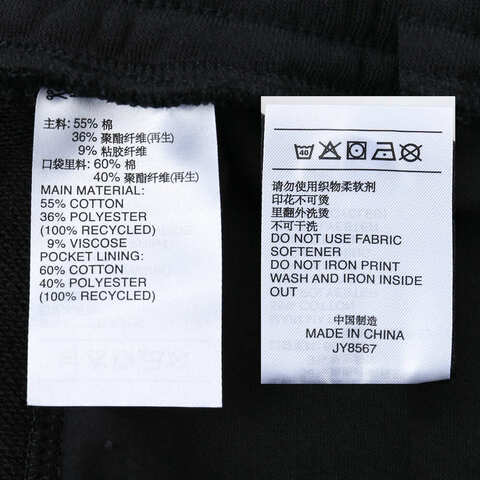 主料: 55% 棉
36% 聚酯纤维(再生)
9% 粘胶纤维
口袋里料: 60% 棉
40% 聚酯纤维(再生)
MAIN MATERIAL:
55% COTTON
36% POLYESTER
(100% RECYCLED)
9% VISCOSE
POCKET LINING:
60% COTTON
40% POLYESTER
(100% RECYCLED)
40
请勿使用织物柔软剂
印花不可烫
里翻外洗烫
不可干洗
DO NOT USE FABRIC
SOFTENER
DO NOT IRON PRINT
WASH AND IRON INSIDE
OUT
中国制造
MADE IN CHINA
JY8567